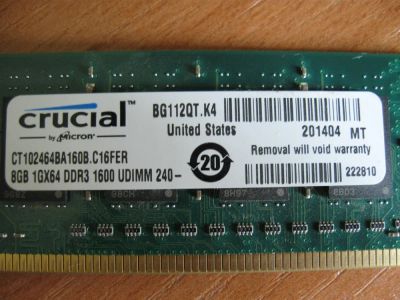 crucial
by Micron
BG112QT.K4
United States
201404 MT
Removal will void warranty
CT102464BA160B.C16FER
8GB 1GX64 DDR3 1600 UDIMM 240-
20
222810